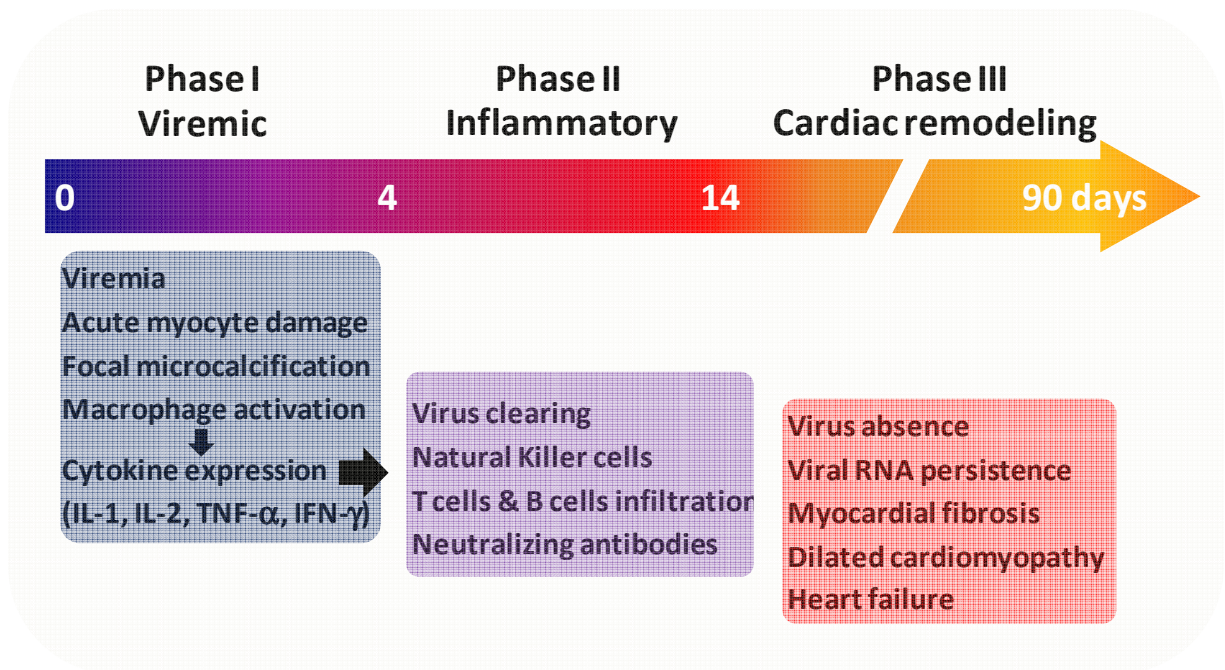 Phase I
Viremic
Phase II
Inflammatory
Phase III
Cardiac remodeling
0
4
14
90 days
Viremia
Acute myocyte damage
Focal microcalcification
Macrophage activation
Cytokine expression
(IL-1, IL-2, TNF-α, IFN-γ)
Virus clearing
Natural Killer cells
T cells & B cells infiltration
Neutralizing antibodies
Virus absence
Viral RNA persistence
Myocardial fibrosis
Dilated cardiomyopathy
Heart failure